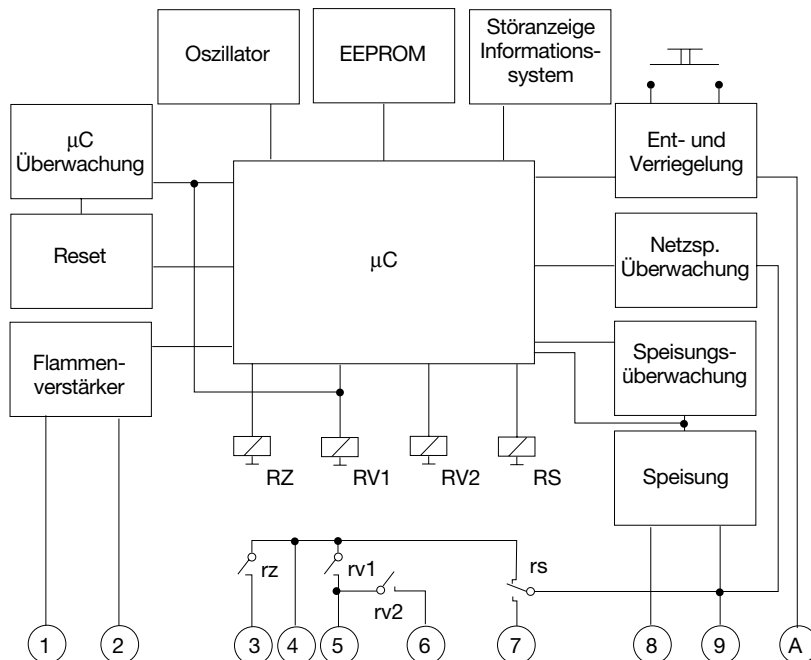 Oszillator
EEPROM
Störanzeige
Informations-
system
µC
Überwachung
Ent- und
Verriegelung
Reset
µC
Netzsp.
Überwachung
Flammen-
verstärker
Speisungs-
überwachung
RZ
RV1
RV2
RS
Speisung
rz
rv1
rv2
rs
1
2
3
4
5
6
7
8
9
A